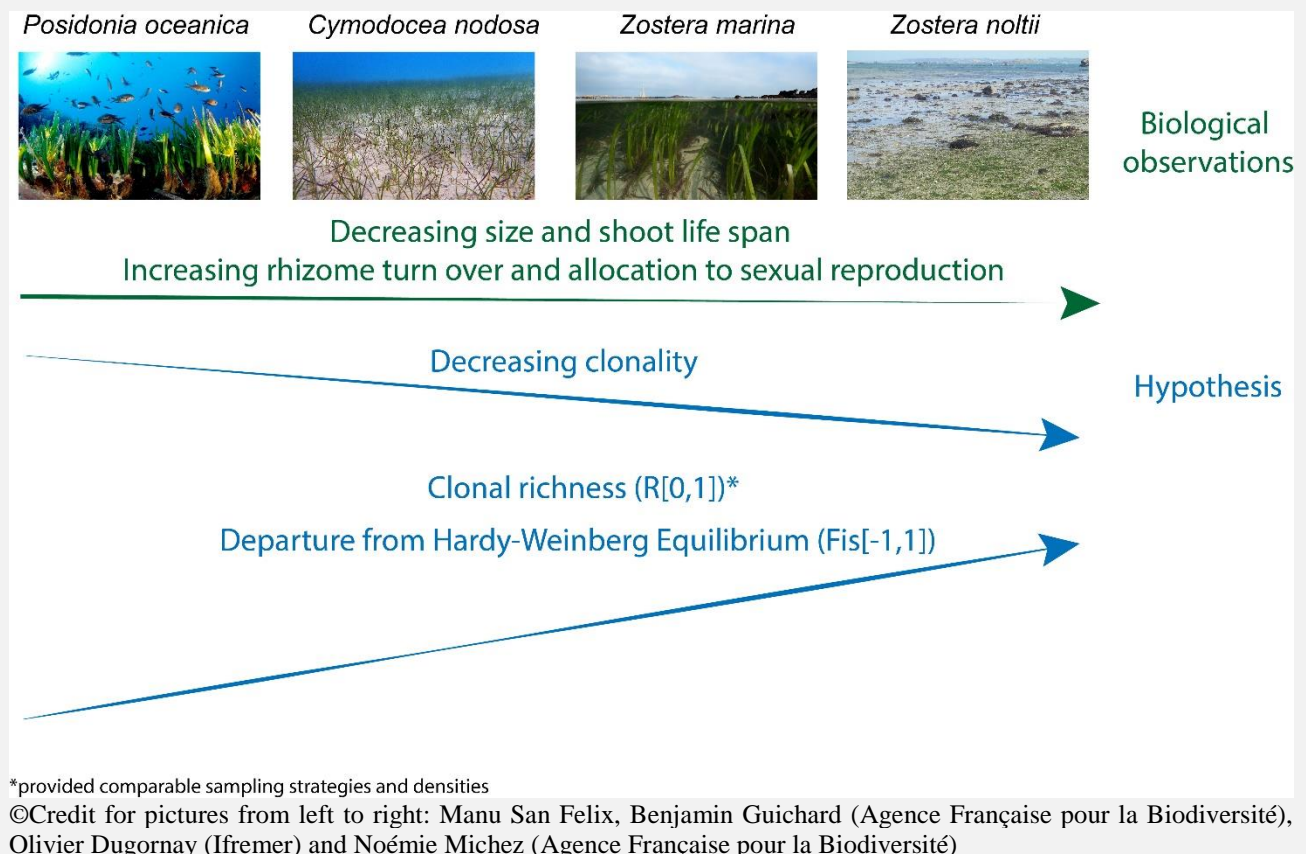 Posidonia oceanica Cymodocea nodosa Zostera marina Zostera noltii
Biological
observations
Decreasing size and shoot life span
Increasing rhizome turn over and allocation to sexual reproduction
Decreasing clonality
Hypothesis
Clonal richness (R[0,1])*
Departure from Hardy-Weinberg Equilibrium (Fis[-1,1])
*provided comparable sampling strategies and densities
©Credit for pictures from left to right: Manu San Felix, Benjamin Guichard (Agence Française pour la Biodiversité),
Olivier Dugornay (Ifremer) and Noémie Michez (Agence Française pour la Biodiversité)